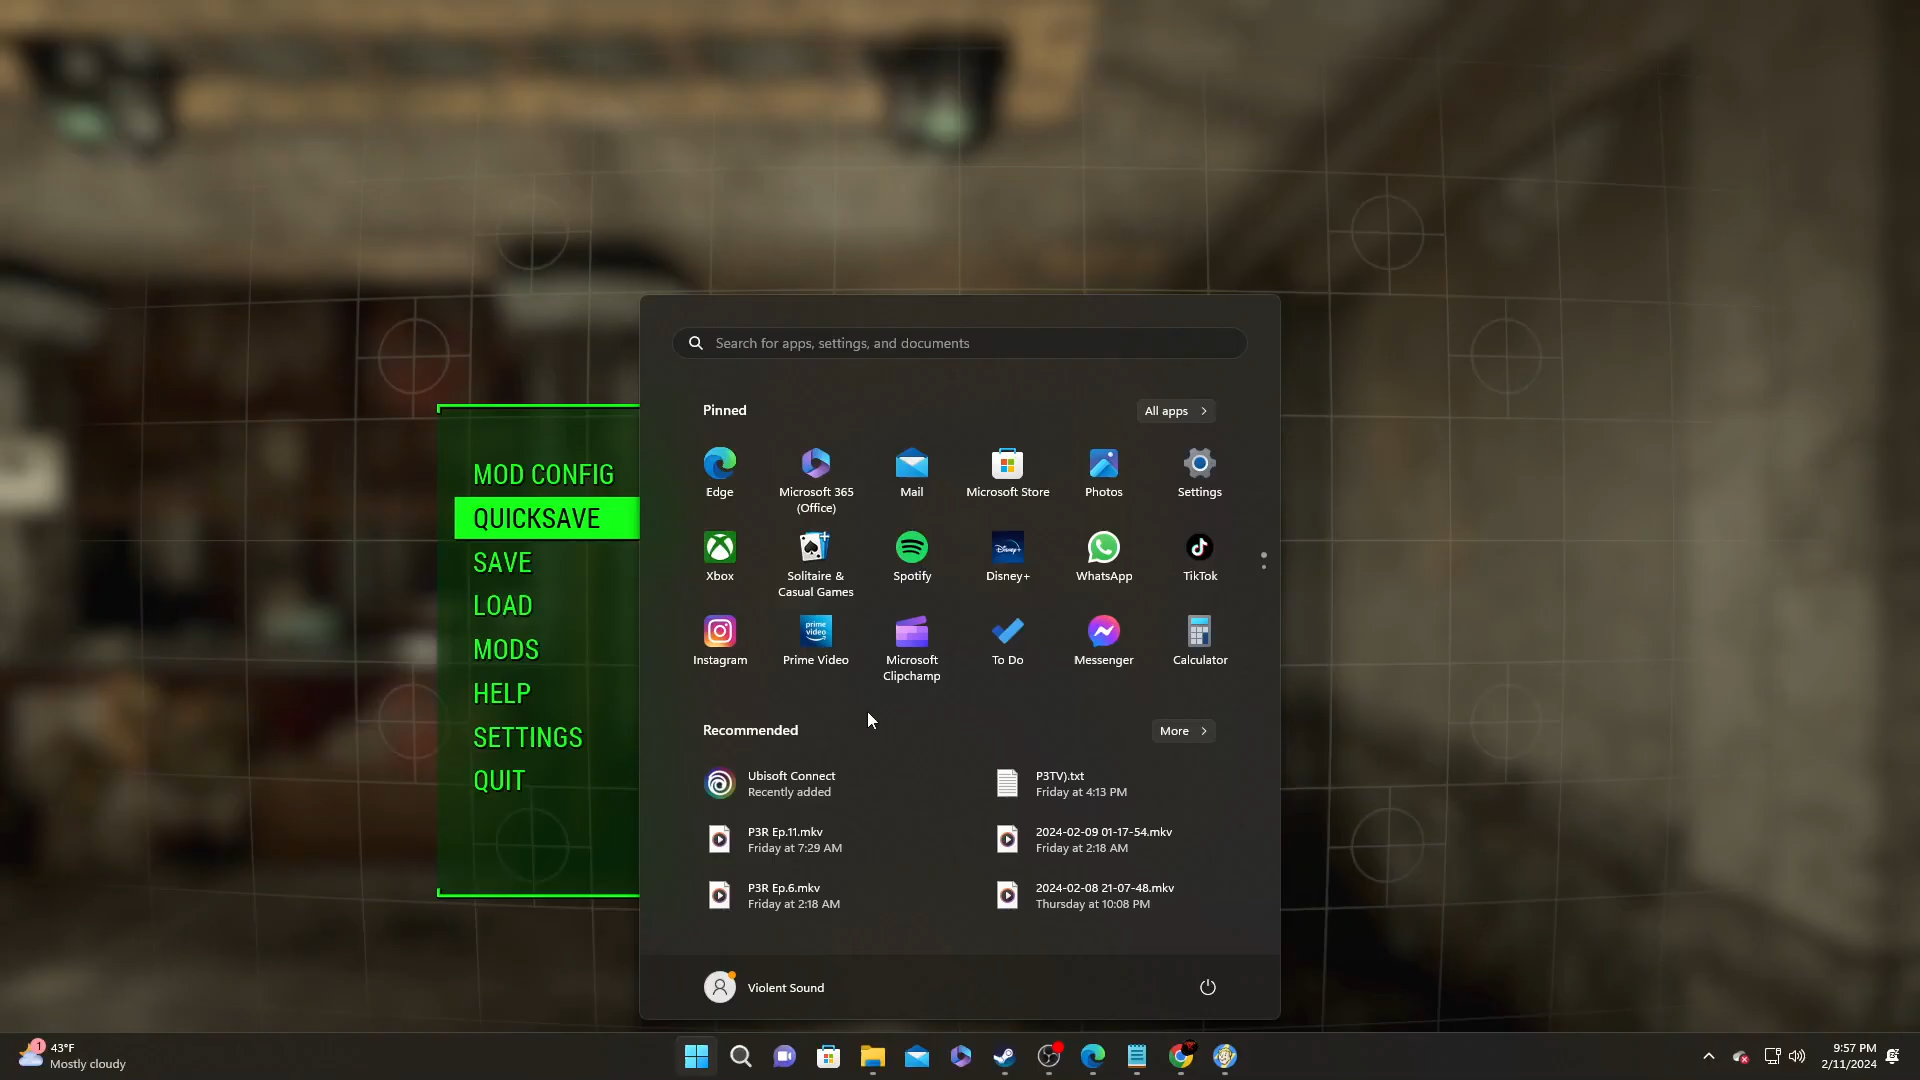 Search for apps, settings, and documents
Pinned
All apps
Edge
Microsoft 365
(Office)
Mail
Microsoft Store
Photos
Settings
Xbox
Solitaire &
Casual Games
Spotify
Disney+
Disney+
WhatsApp
TikTok
Instagram
prime
video
Prime Video
Microsoft
Clipchamp
To Do
Messenger
Calculator
Recommended
More
Ubisoft Connect
Recently added
P3TV).txt
Friday at 4:13 PM
P3R Ep.11.mkv
Friday at 7:29 AM
2024-02-09 01-17-54.mkv
Friday at 2:18 AM
P3R Ep.6.mkv
Friday at 2:18 AM
2024-02-08 21-07-48.mkv
Thursday at 10:08 PM
Violent Sound
MOD CONFIG
QUICKSAVE
SAVE
LOAD
MODS
HELP
SETTINGS
QUIT
1
43°F
Mostly cloudy
9:57 PM
2/11/2024